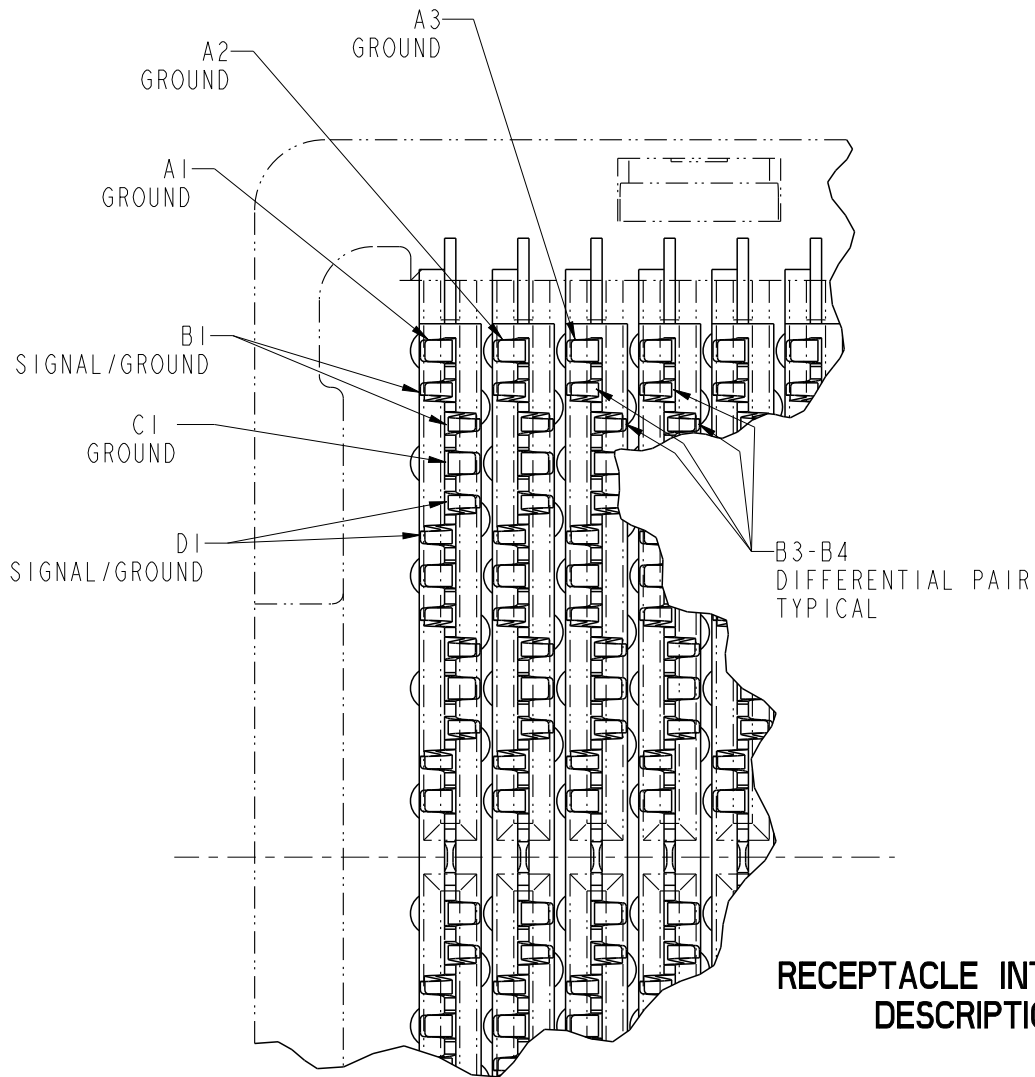 A3
GROUND
A2
GROUND
A1
GROUND
B1
SIGNAL/GROUND
C1
GROUND
D1
SIGNAL/GROUND
B3-B4
DIFFERENTIAL PAIR
TYPICAL
RECEPTACLE INT
DESCRIPTIO